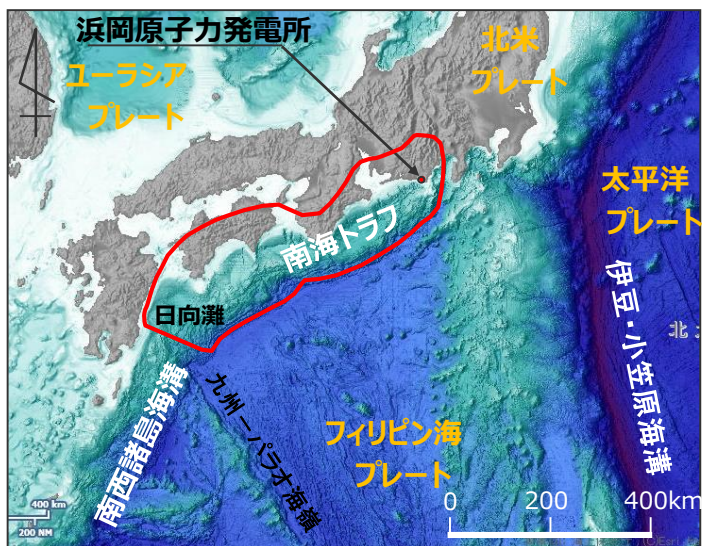 浜岡原子力発電所
北米
プレート
ユーラシア
プレート
太平洋
プレート
南海トラフ
日向灘
伊豆・小笠原海溝
北
南西諸島海溝
九州－パラオ海嶺
フィリピン海
プレート
0 200 400km
400 km
200 NM